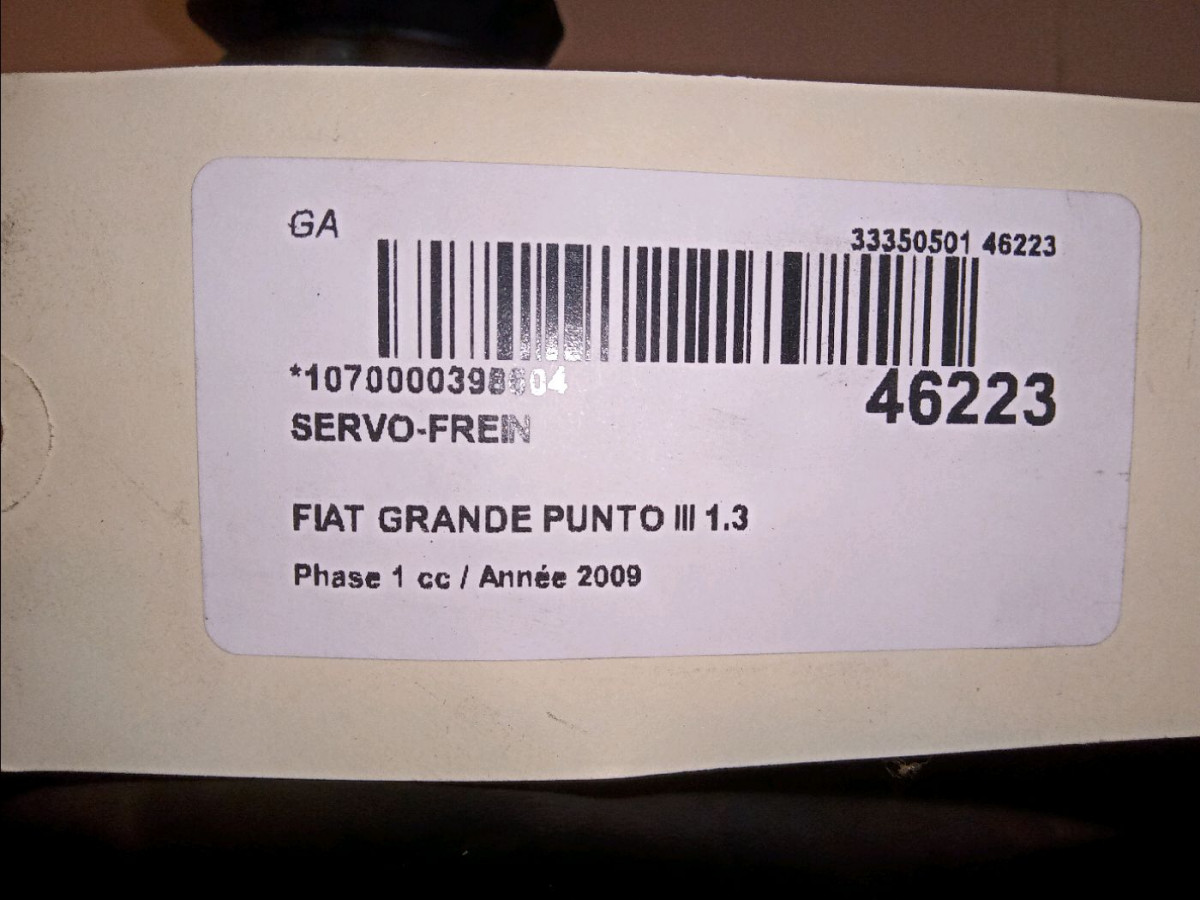 GA
33350501 46223
46223
SERVO-FREIN
FIAT GRANDE PUNTO III 1.3
Phase 1 cc / Année 2009